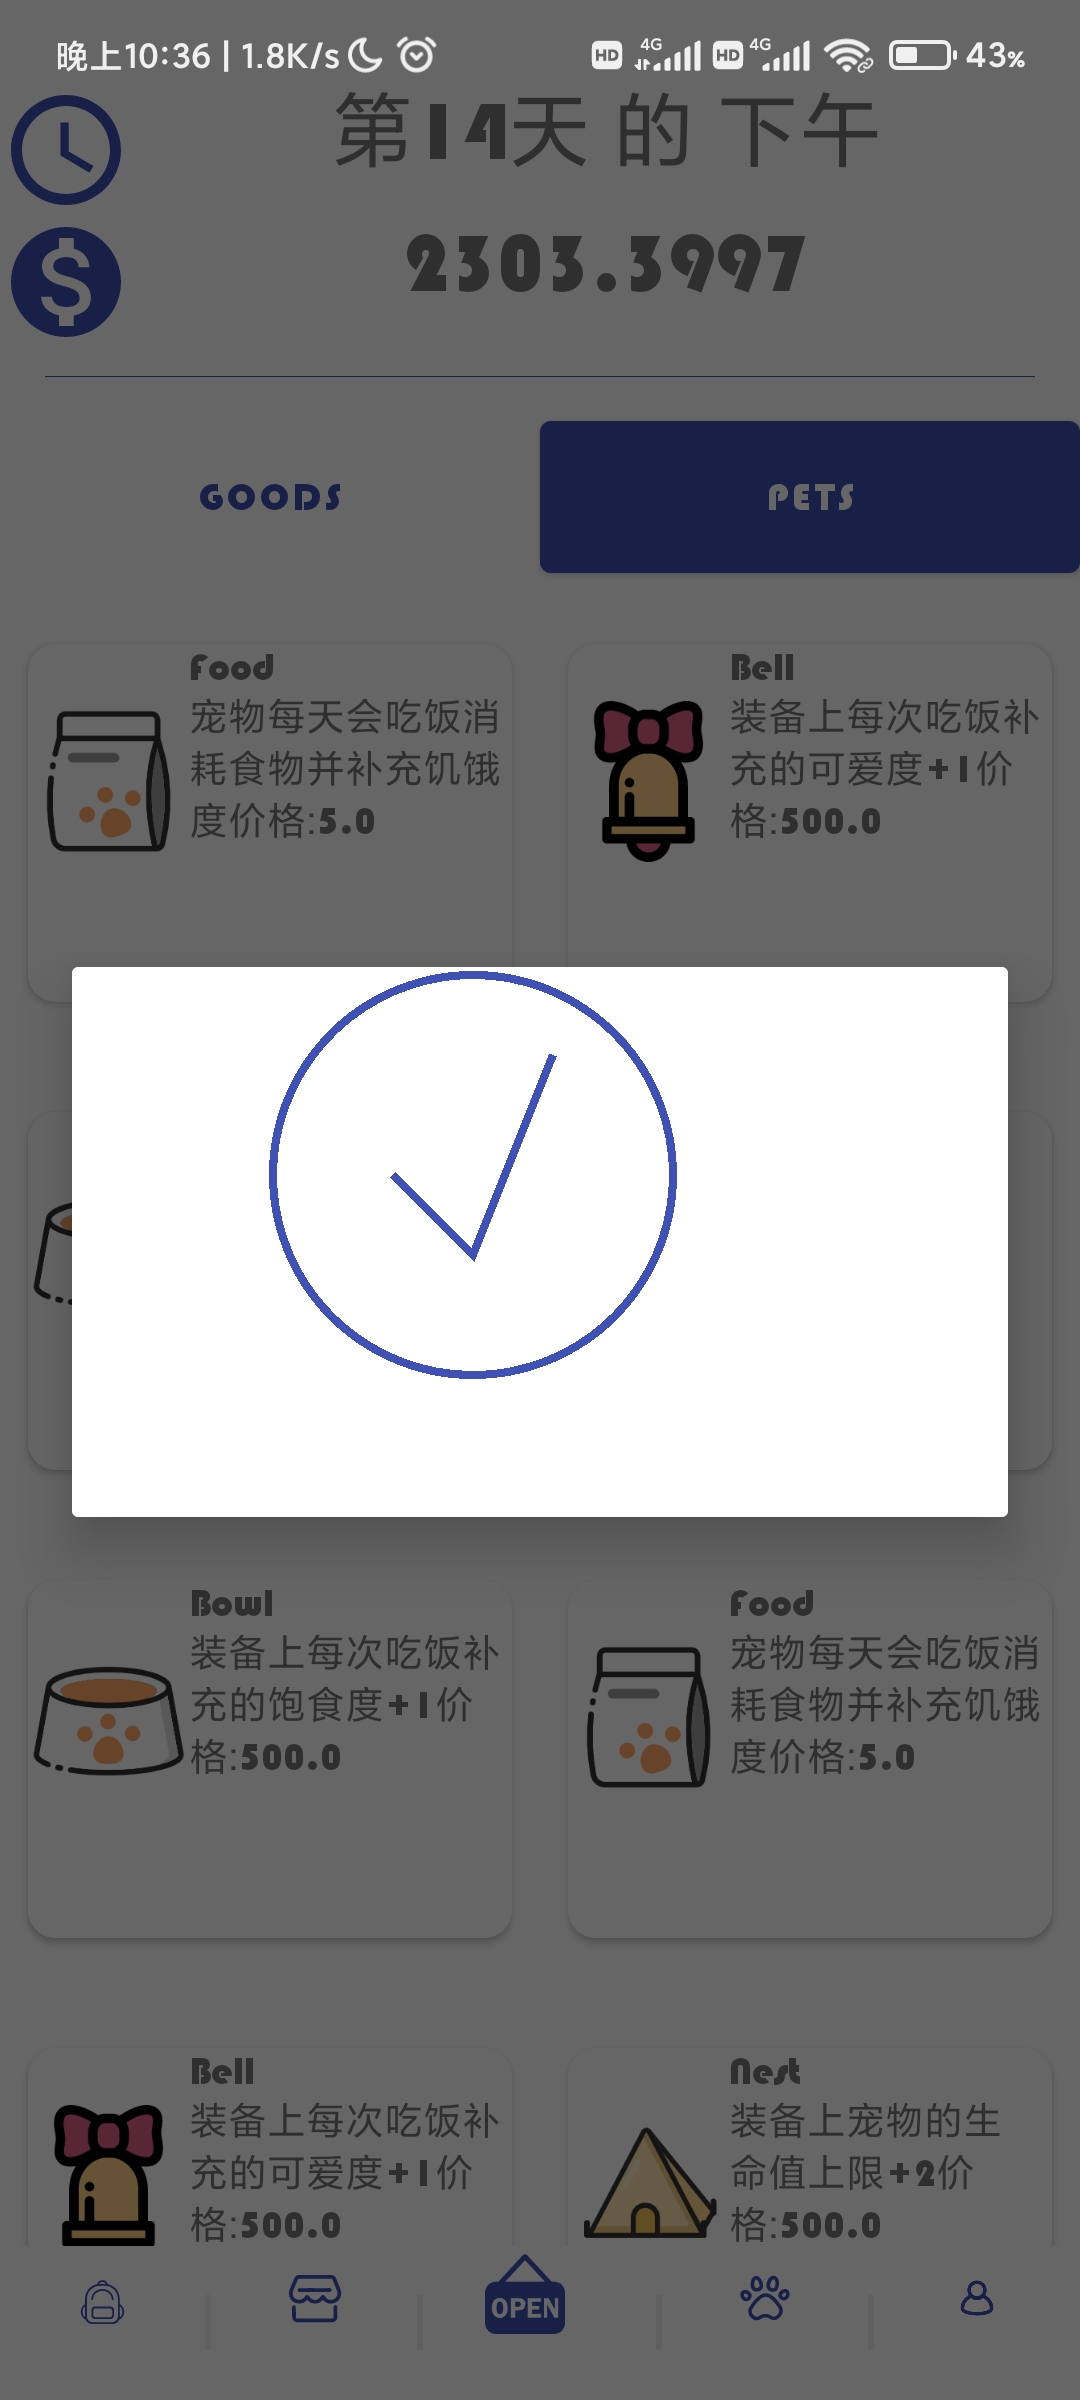 晚上10:36 | 1.8K/s HD 4G HD 4G 43%
第14天 的 下午
2303.3997
GOODS
PETS
Food
宠物每天会吃饭消
耗食物并补充饥饿
度价格:5.0
Bell
装备上每次吃饭补
充的可爱度+1价
格:500.0
Bowl
装备上每次吃饭补
充的饱食度+1价
格:500.0
Food
宠物每天会吃饭消
耗食物并补充饥饿
度价格:5.0
Bell
装备上每次吃饭补
充的可爱度+1价
格:500.0
Nest
装备上宠物的生
命值上限+2价
格:500.0
OPEN